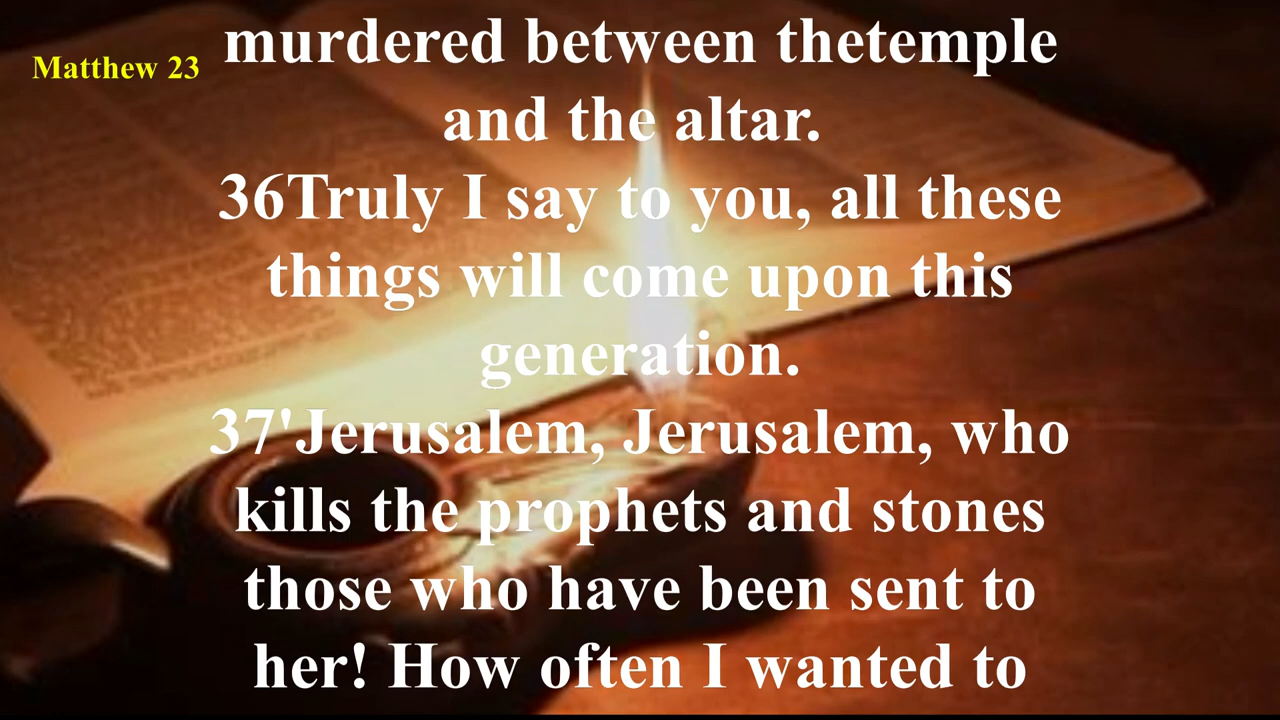 murdered between thetemple
Matthew 23
and the altar.
36Truly I say to you, all these
things will come upon this
generation.
37'Jerusalem, Jerusalem, who
kills the prophets and stones
those who have been sent to
her! How often I wanted to